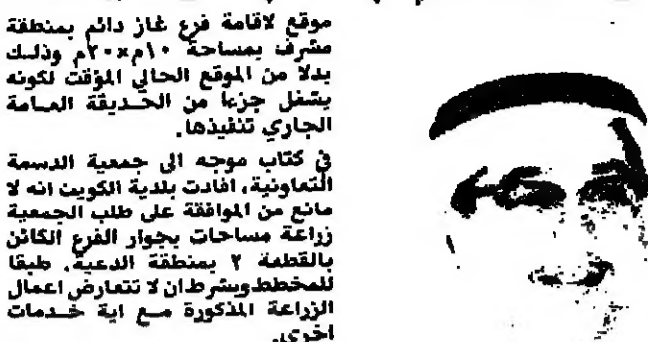 موقع لاقامة فرع غاز دائم بمنطقة
مشرف بمساحة ١٠م×٢٠م وذلك
بدلا من الموقع الحالي المؤقت لكونه
يشغل جزءا من الحديقة العامة
الجاري تنفيذها.
في كتاب موجه الى جمعية الدسمة
التعاونية، افادت بلدية الكويت انه لا
مانع من الموافقة على طلب الجمعية
زراعة مساحات بجوار الفرع الكائن
بالقطعة ٢ بمنطقة الدعية، طبقا
للمخطط وبشرط ان لا تتعارض اعمال
الزراعة المذكورة مع اية خدمات
اخرى.